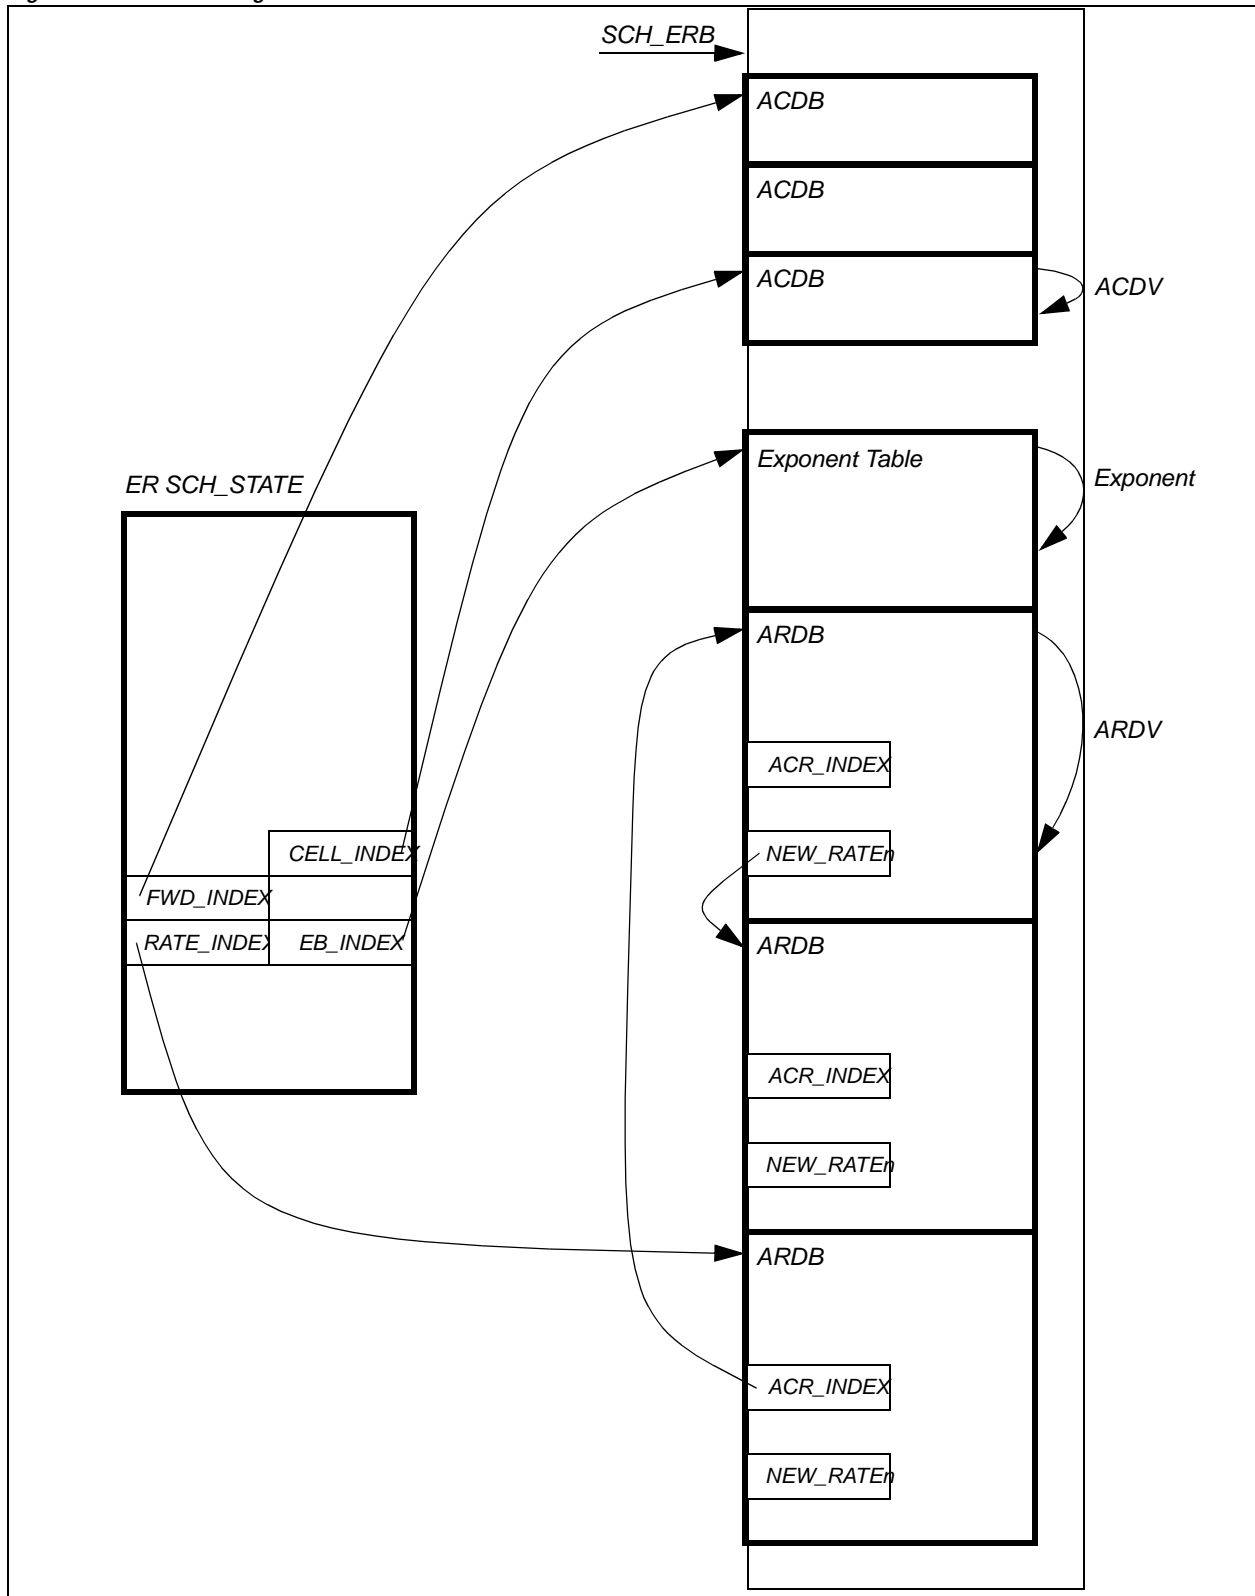 SCH_ERB
ACDB
ACDB
ACDB
ACDV
Exponent Table
Exponent
ER SCH_STATE
ARDB
ARDV
ACR_INDEX
NEW_RATEn
CELL_INDEX
FWD_INDEX
RATE_INDEX
EB_INDEX
ARDB
ACR_INDEX
NEW_RATEn
ARDB
ACR_INDEX
NEW_RATEn